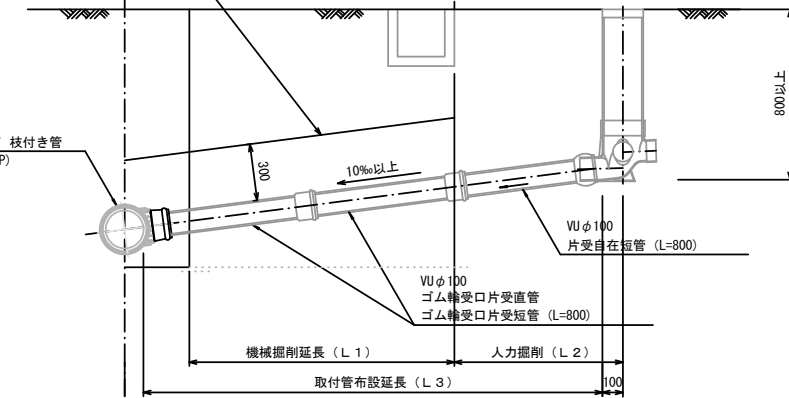 800以上
枝付き管
P)
300
10‰以上
VUφ100
片受自在短管 (L=800)
VUφ100
ゴム輪受口片受直管
ゴム輪受口片受短管 (L=800)
機械掘削延長（Ｌ１）
人力掘削（Ｌ２）
取付管布設延長（Ｌ３）
100